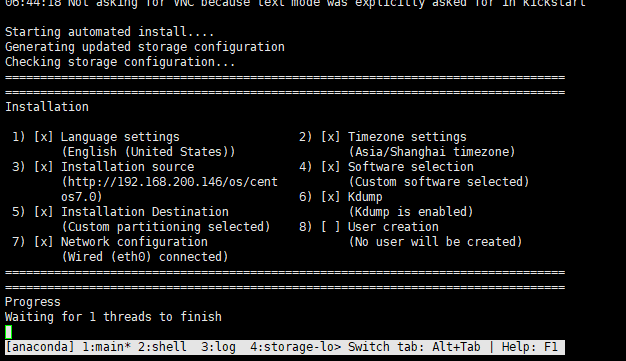 06:44:18 Not asking for VNC because text mode was explicitly asked for in kickstart
Starting automated install....
Generating updated storage configuration
Checking storage configuration...
================================================================================
================================================================================
Installation
1) [x] Language settings                 2) [x] Timezone settings
(English (United States))                (Asia/Shanghai timezone)
3) [x] Installation source               4) [x] Software selection
(http://192.168.200.146/os/cent          (Custom software selected)
os7.0)                            6) [x] Kdump
5) [x] Installation Destination          (Kdump is enabled)
(Custom partitioning selected)    8) [ ] User creation
7) [x] Network configuration             (No user will be created)
(Wired (eth0) connected)
================================================================================
================================================================================
Progress
Waiting for 1 threads to finish
[anaconda] 1:main* 2:shell  3:log  4:storage-lo> Switch tab: Alt+Tab | Help: F1